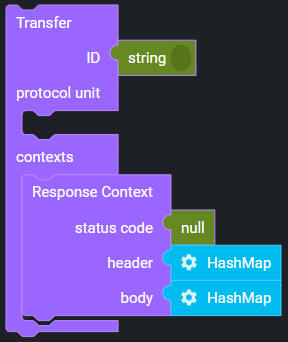 Transfer
ID string
protocol unit
contexts
Response Context
status code null
header HashMap
body HashMap